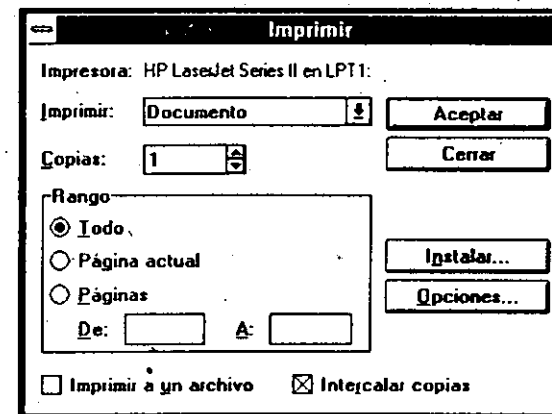 Imprimir
Impresora: HP LaserJet Series II en LPT1:
Imprimir: Documento
Aceptar
Copias: 1
Cerrar
Rango
Todo
Página actual
Instalar...
Páginas
Opciones...
De: A:
Imprimir a un archivo Intercalar copias